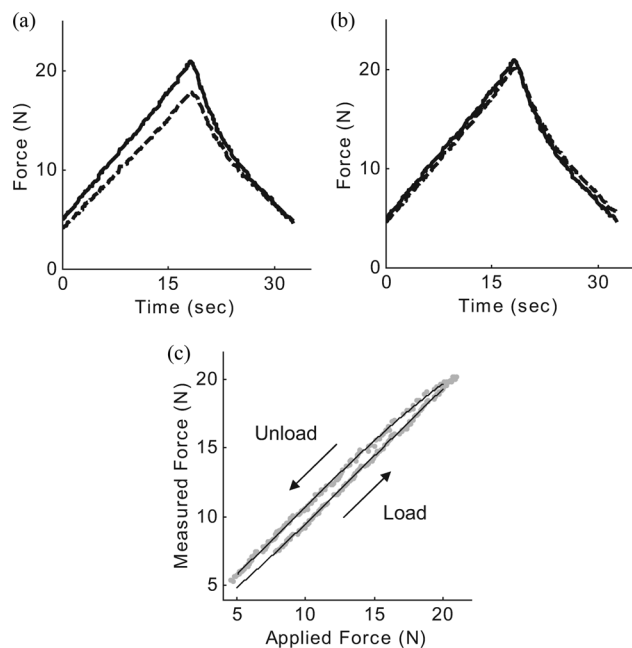 (a)
20
10
0
Force (N)
0
15
30
Time (sec)
(b)
20
10
0
Force (N)
0
15
30
Time (sec)
(c)
20
15
10
5
Measured Force (N)
Unload
Load
5
10
15
20
Applied Force (N)